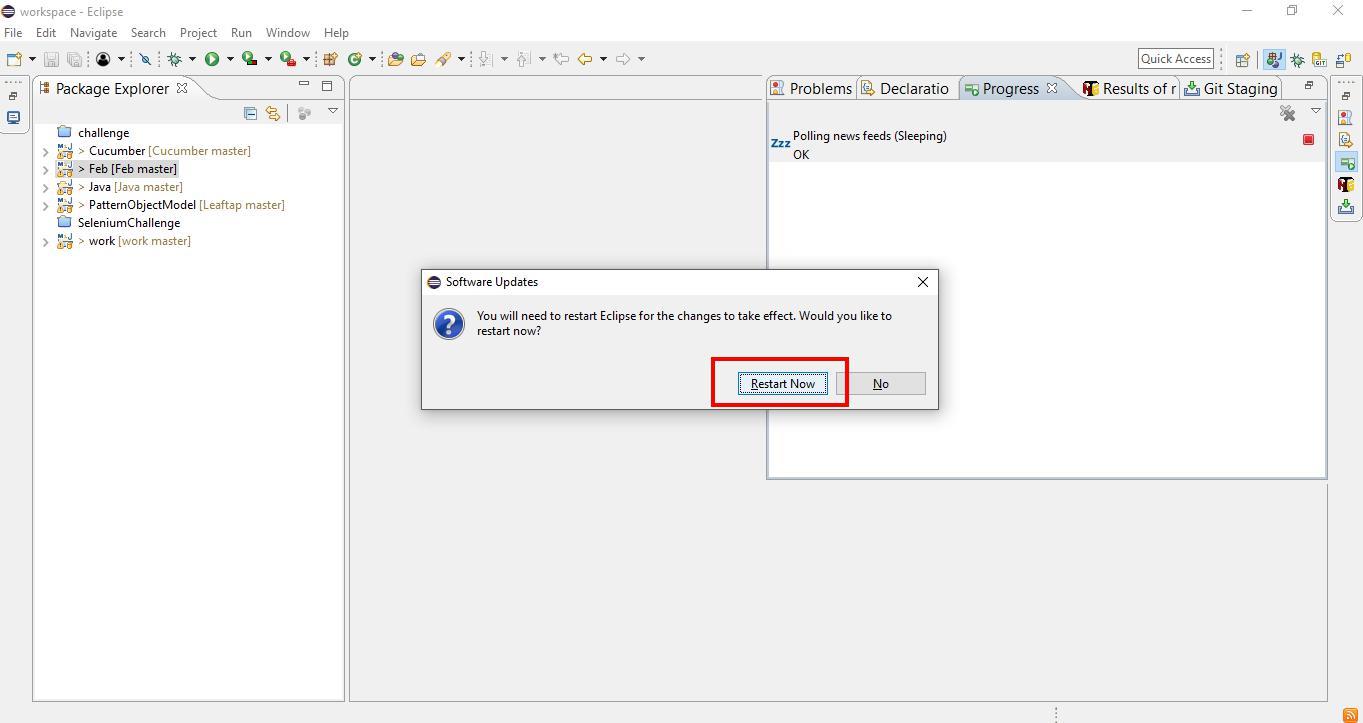 workspace - Eclipse
File Edit Navigate Search Project Run Window Help
Quick Access
Package Explorer
challenge
> Cucumber [Cucumber master]
> Feb [Feb master]
> Java [Java master]
> PatternObjectModel [Leaftap master]
SeleniumChallenge
> work [work master]
Problems Declaratio Progress Results of r Git Staging
Zzz Polling news feeds (Sleeping)
OK
Software Updates
You will need to restart Eclipse for the changes to take effect. Would you like to
restart now?
Restart Now No